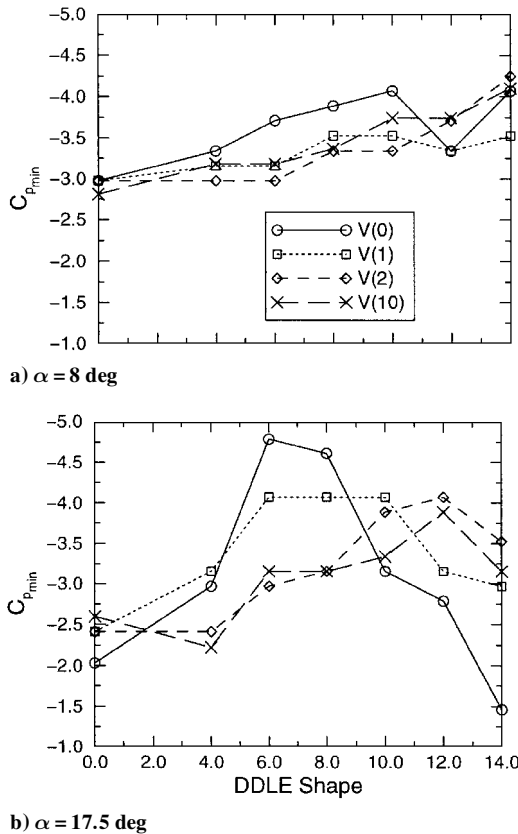 -5.0
-4.5
-4.0
-3.5
-3.0
-2.5
-2.0
-1.5
-1.0
C_pmin
V(0)
V(1)
V(2)
V(10)
a) α = 8 deg
-5.0
-4.5
-4.0
-3.5
-3.0
-2.5
-2.0
-1.5
-1.0
C_pmin
0.0 2.0 4.0 6.0 8.0 10.0 12.0 14.0
DDLE Shape
b) α = 17.5 deg